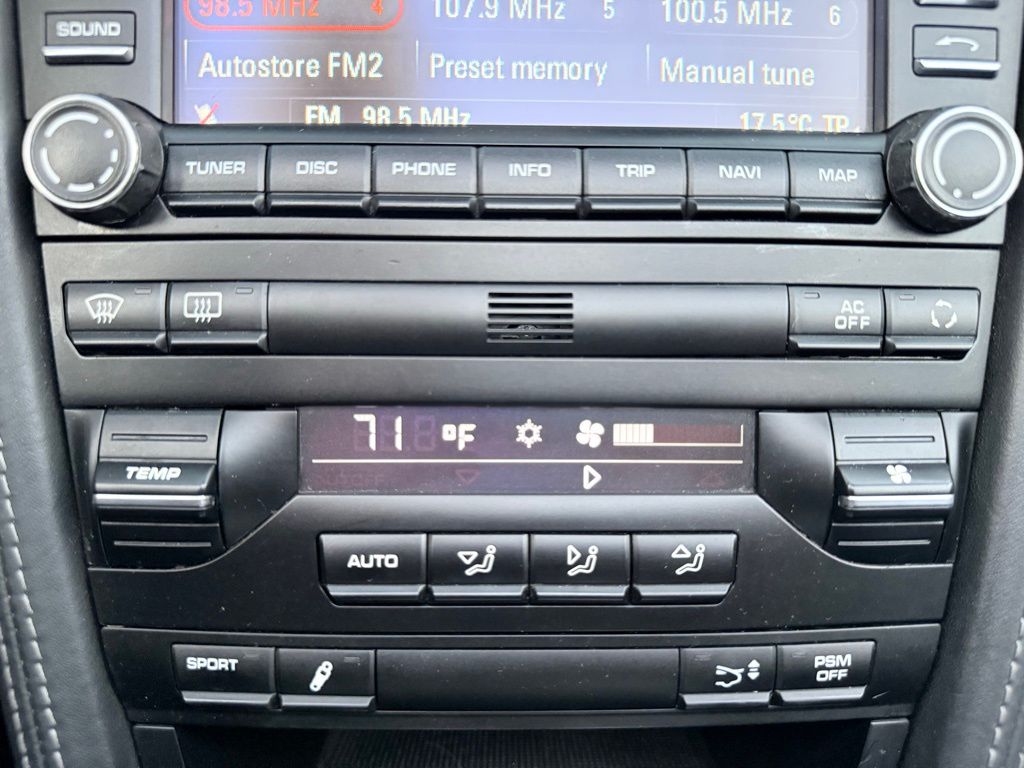 SOUND
98.5 MHz 4 107.9 MHz 5 100.5 MHz 6
Autostore FM2 Preset memory Manual tune
FM 98.5 MHz 17.5°C TP
TUNER DISC PHONE INFO TRIP NAVI MAP
AC
OFF
71 °F
OFF
TEMP
AUTO
SPORT
PSM
OFF